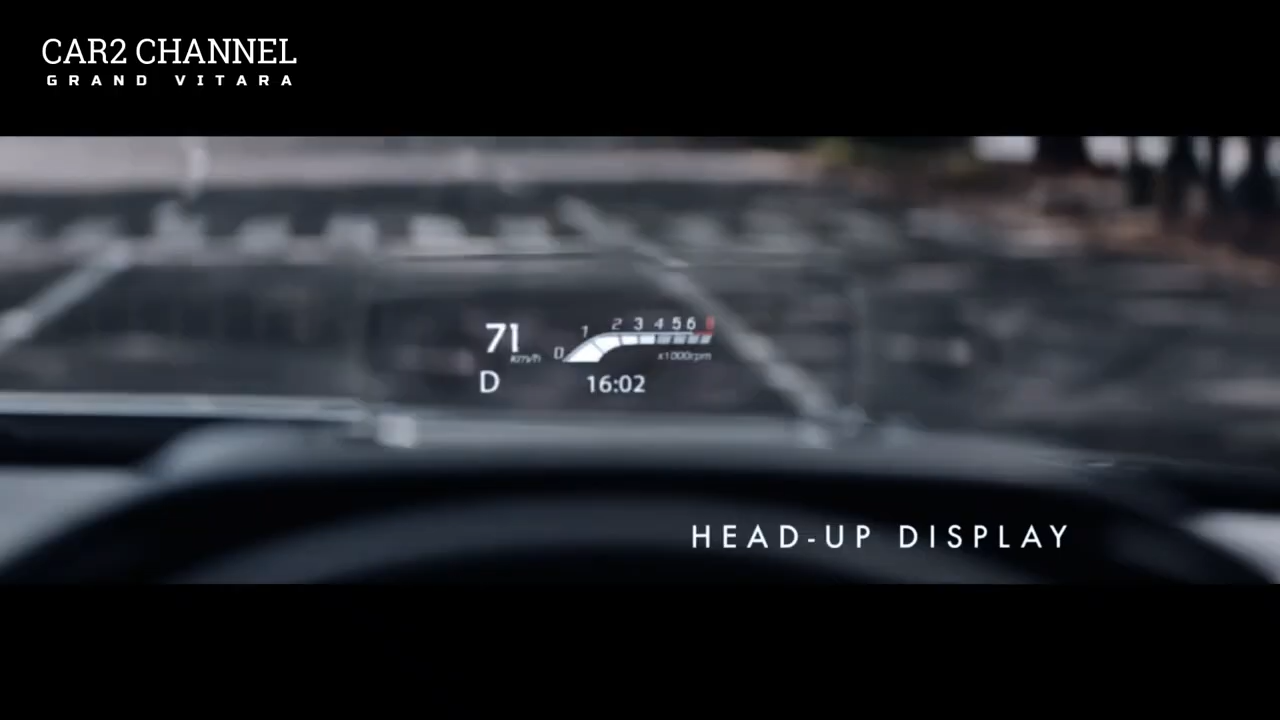 CAR2 CHANNEL
GRAND VITARA
71 km/h
0 1 2 3 4 5 6
x1000rpm
D
16:02
HEAD-UP DISPLAY